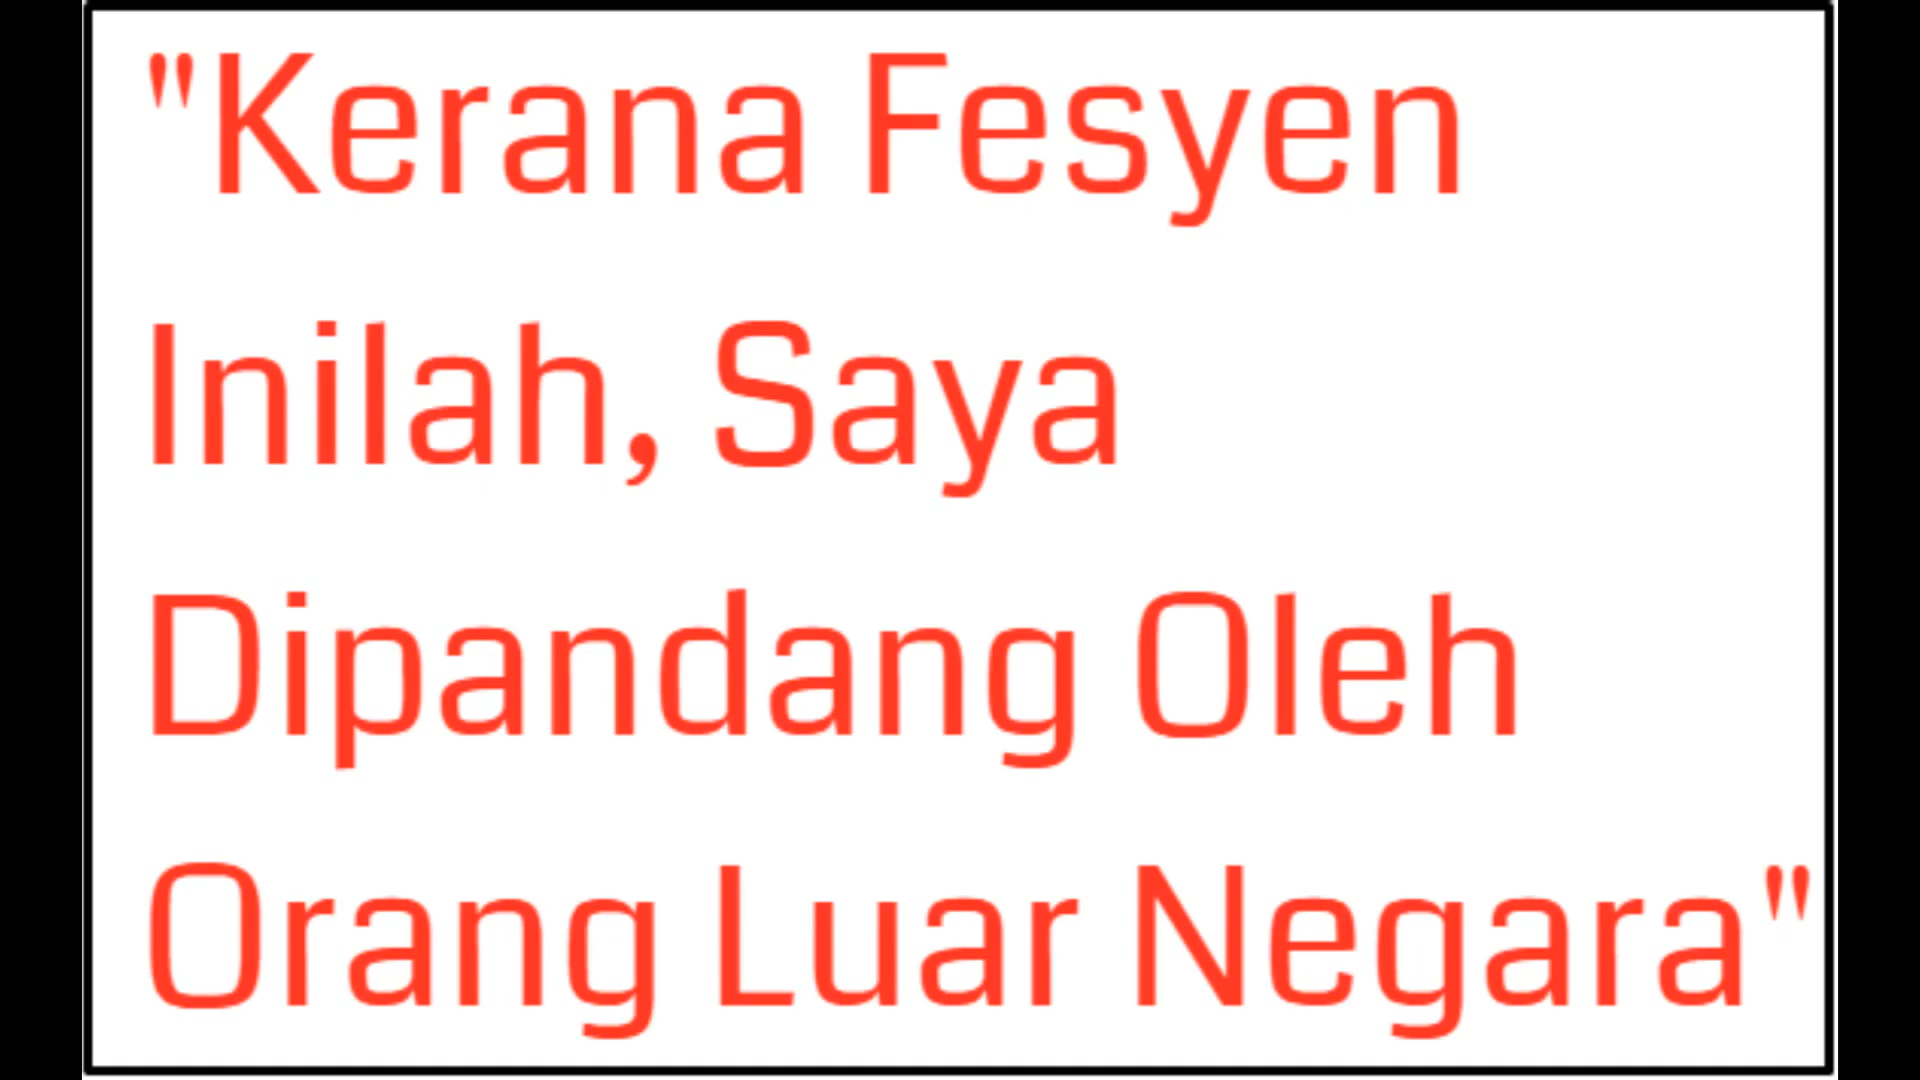 "Kerana Fesyen
Inilah, Saya
Dipandang Oleh
Orang Luar Negara"